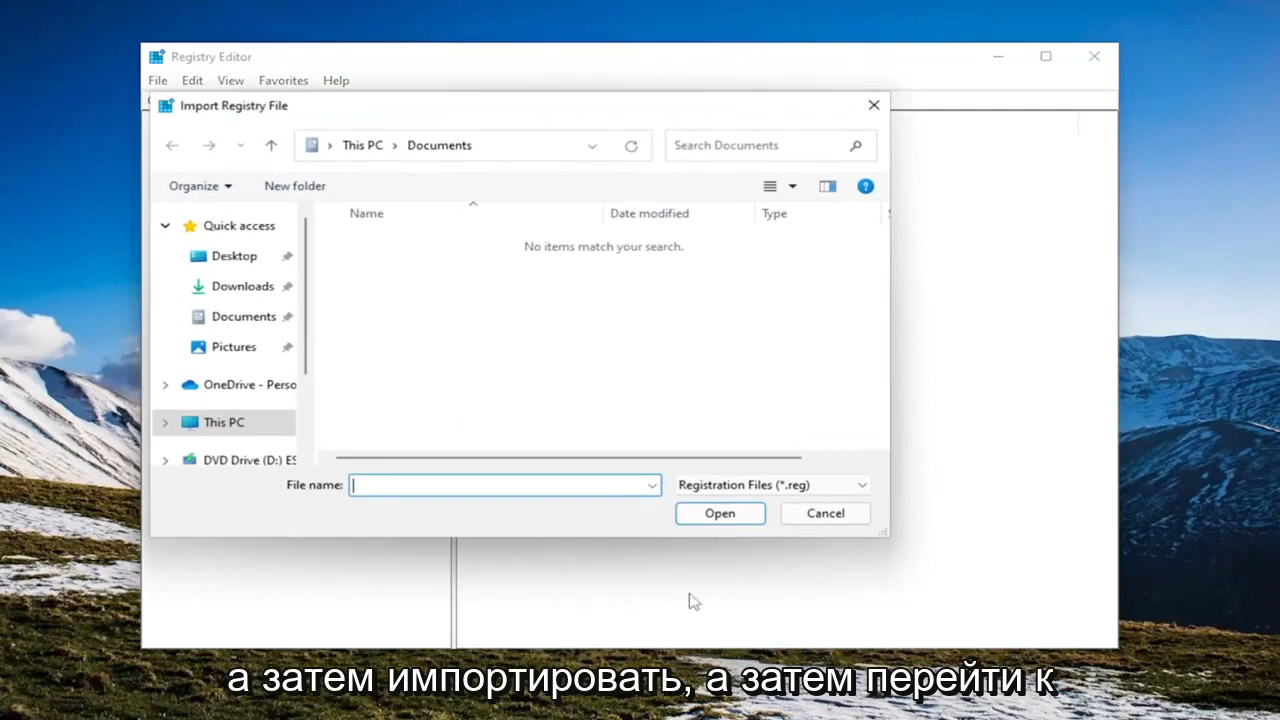 Registry Editor
File Edit View Favorites Help
Import Registry File
This PC Documents
Search Documents
Organize New folder
Name Date modified Type
No items match your search.
Quick access
Desktop
Downloads
Documents
Pictures
OneDrive - Perso
This PC
DVD Drive (D:) ES
File name: Registration Files (*.reg)
Open Cancel
а затем импортировать, а затем перейти к